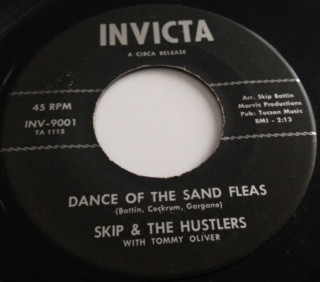 INVICTA
A CIRCA RELEASE
45 RPM
INV-9001
TA 1115
Arr. Skip Battin
Marvic Productions
Pub: Tucson Music
BMI - 2:13
DANCE OF THE SAND FLEAS
(Battin, Cockrum, Gargano)
SKIP & THE HUSTLERS
WITH TOMMY OLIVER